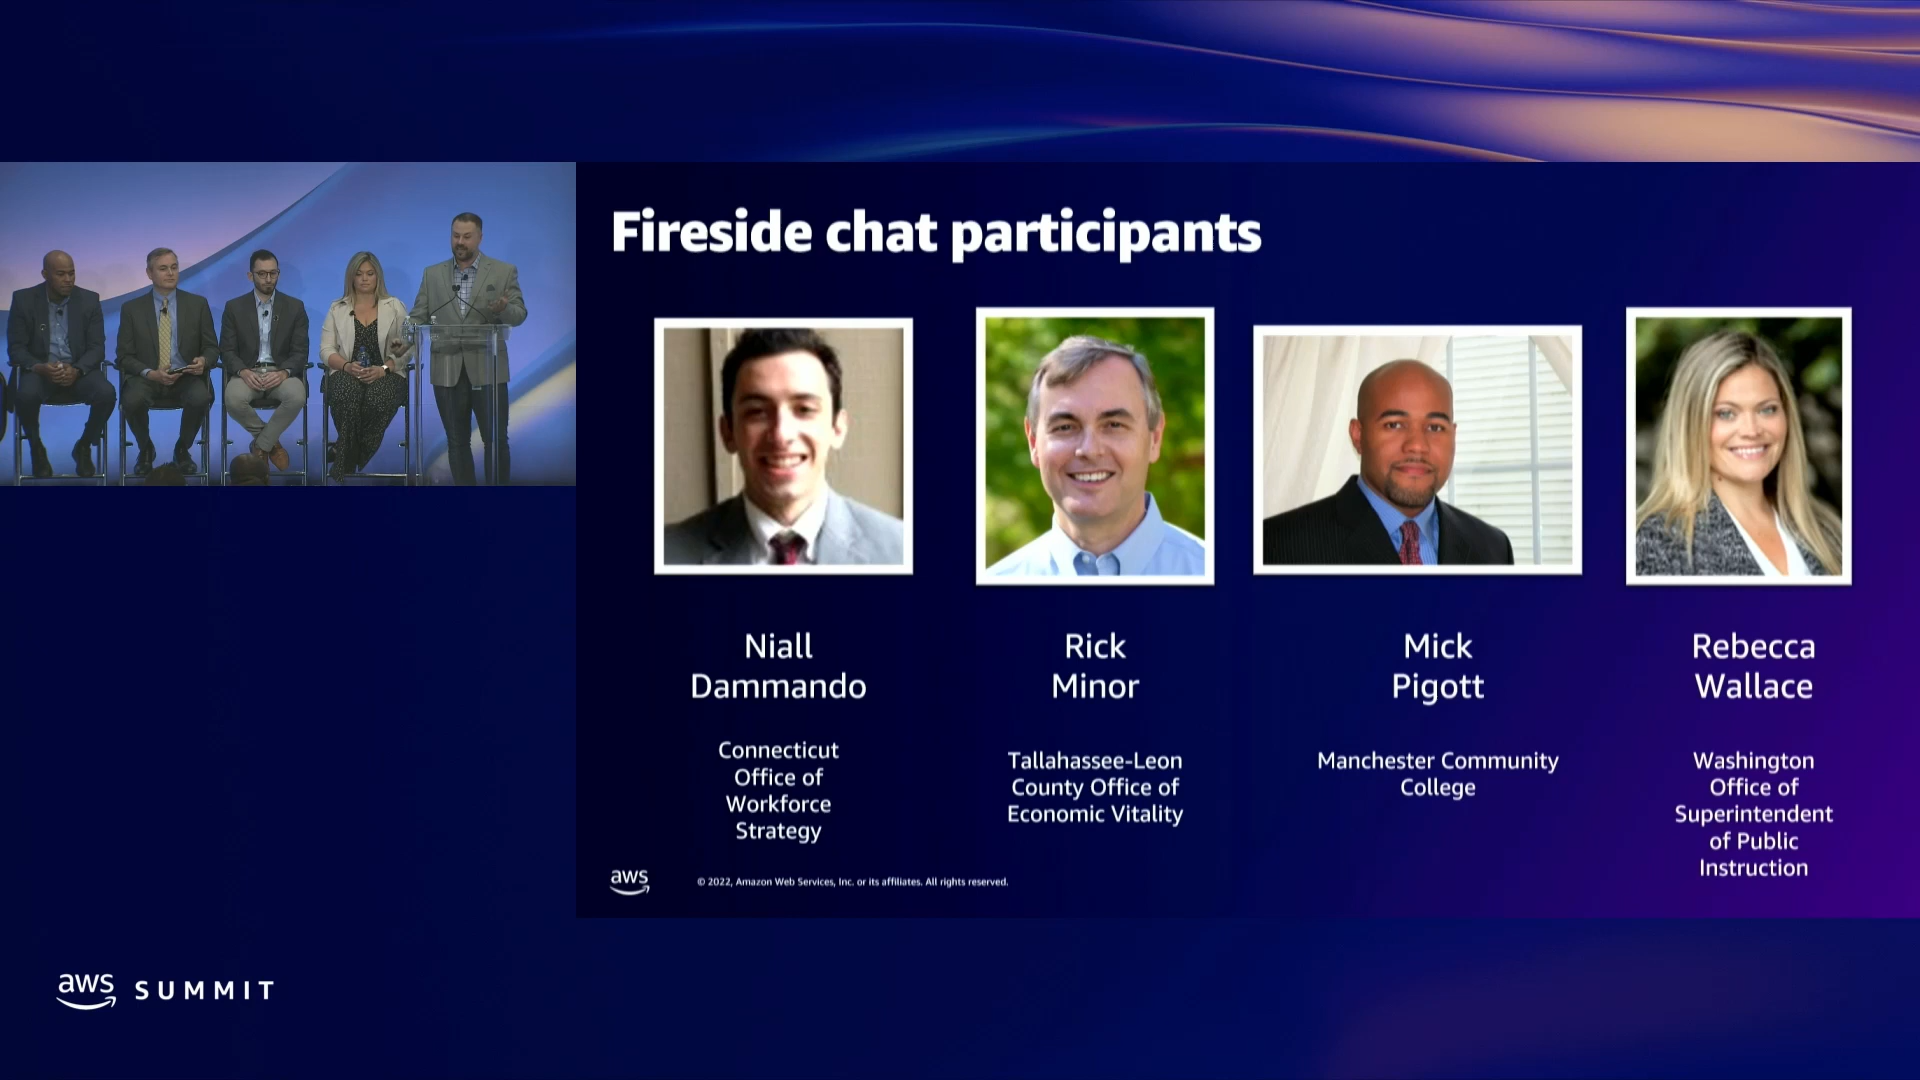 Fireside chat participants
Niall
Dammando
Connecticut
Office of
Workforce
Strategy
Rick
Minor
Tallahassee-Leon
County Office of
Economic Vitality
Mick
Pigott
Manchester Community
College
Rebecca
Wallace
Washington
Office of
Superintendent
of Public
Instruction
aws
© 2022, Amazon Web Services, Inc. or its affiliates. All rights reserved.
aws SUMMIT